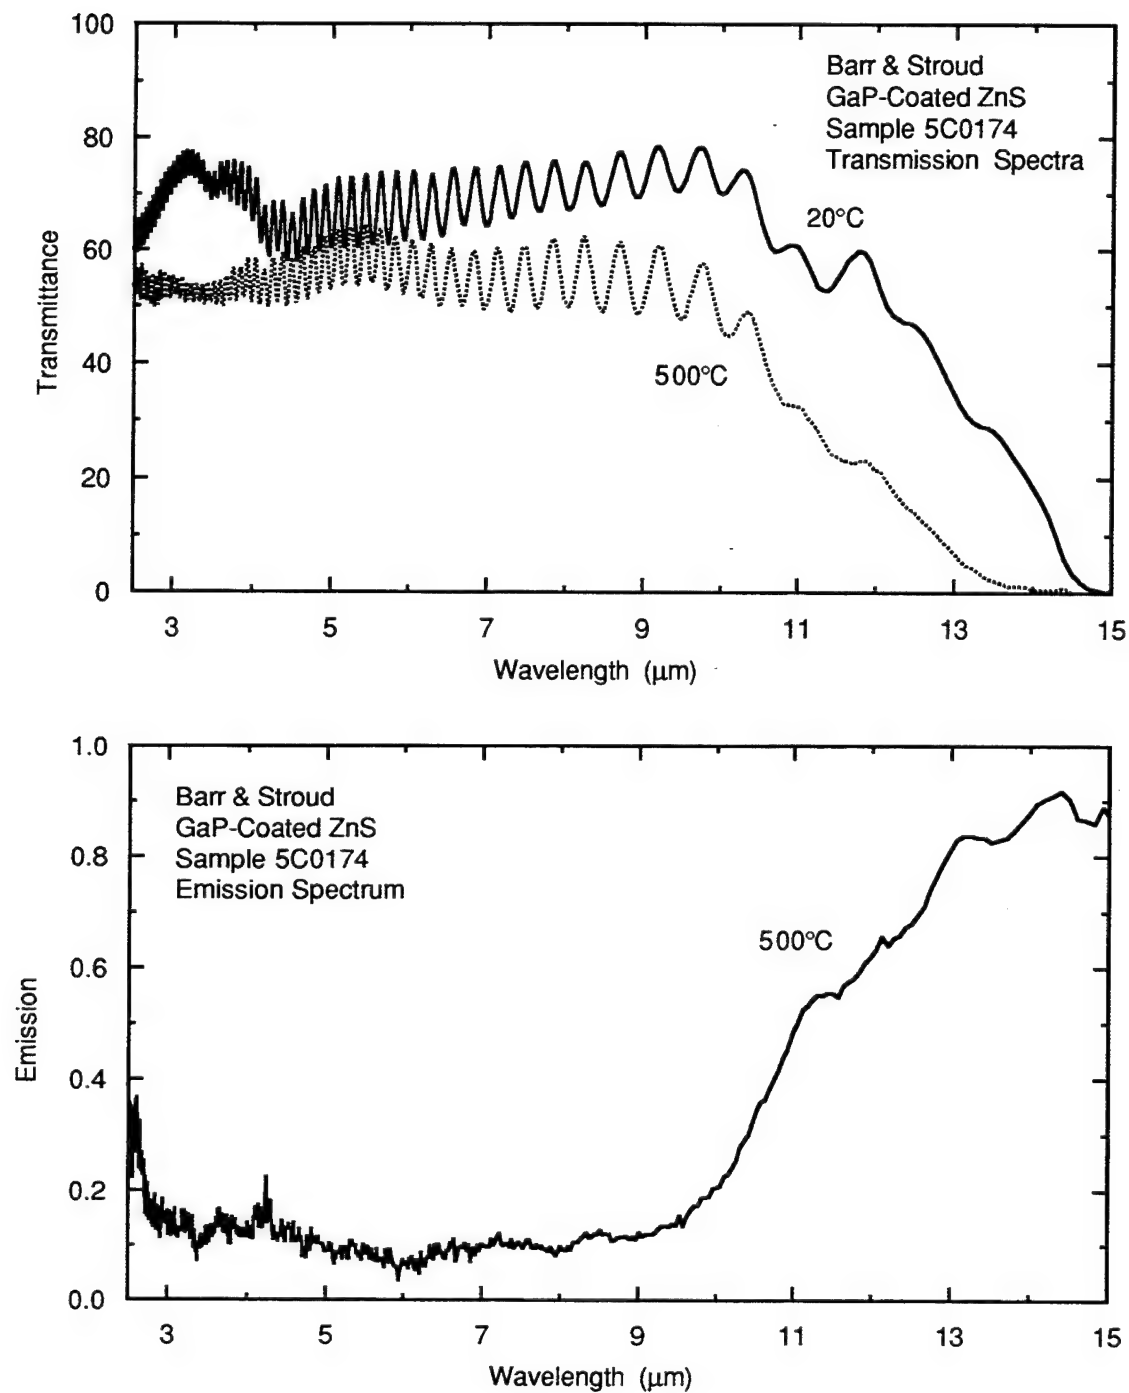 100
80
60
40
20
0
Transmittance
Barr & Stroud
GaP-Coated ZnS
Sample 5C0174
Transmission Spectra
20°C
500°C
3 5 7 9 11 13 15
Wavelength (μm)
1.0
0.8
0.6
0.4
0.2
0.0
Emission
Barr & Stroud
GaP-Coated ZnS
Sample 5C0174
Emission Spectrum
500°C
3 5 7 9 11 13 15
Wavelength (μm)